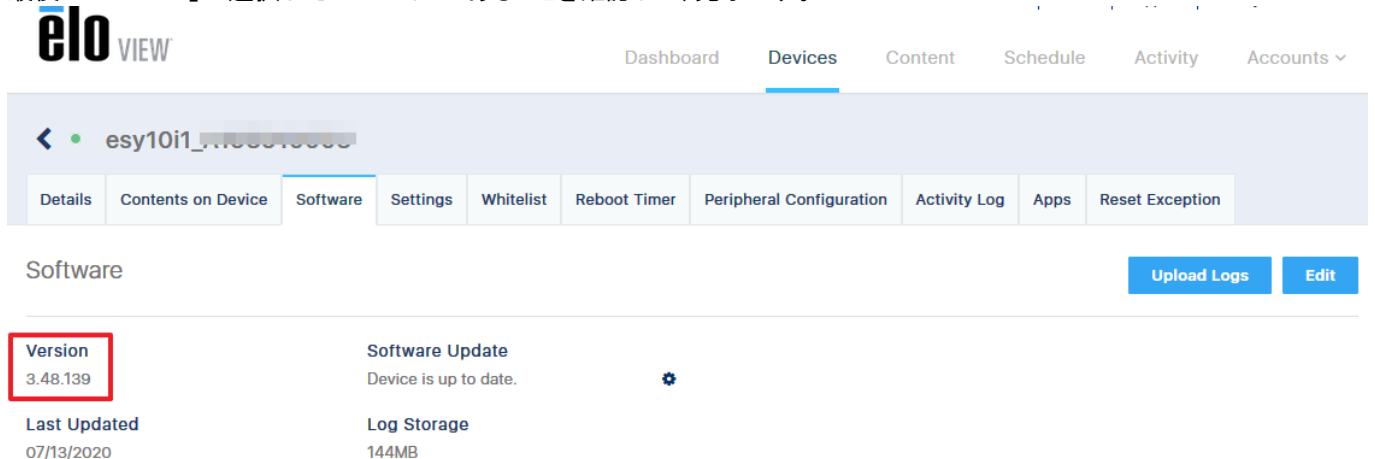 elo VIEW
Dashboard Devices Content Schedule Activity Accounts
esy10i1_
Details Contents on Device Software Settings Whitelist Reboot Timer Peripheral Configuration Activity Log Apps Reset Exception
Software
Upload Logs Edit
Version Software Update
3.48.139 Device is up to date.
Last Updated Log Storage
07/13/2020 144MB